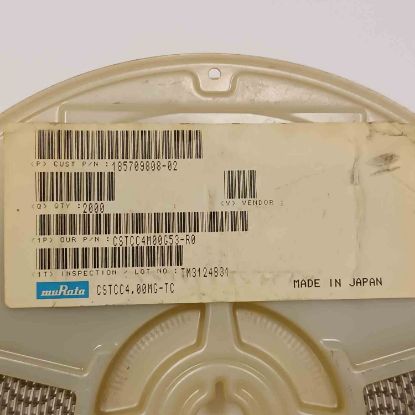 (P) CUST P/N : 185709808-02
(Q) QTY : 2000
(V) VENDOR :
(1P) OUR P/N : CSTCC4M00G53-R0
(1T) INSPECTION / LOT NO : TM3124831
muRata CSTCC4.00MG-TC MADE IN JAPAN